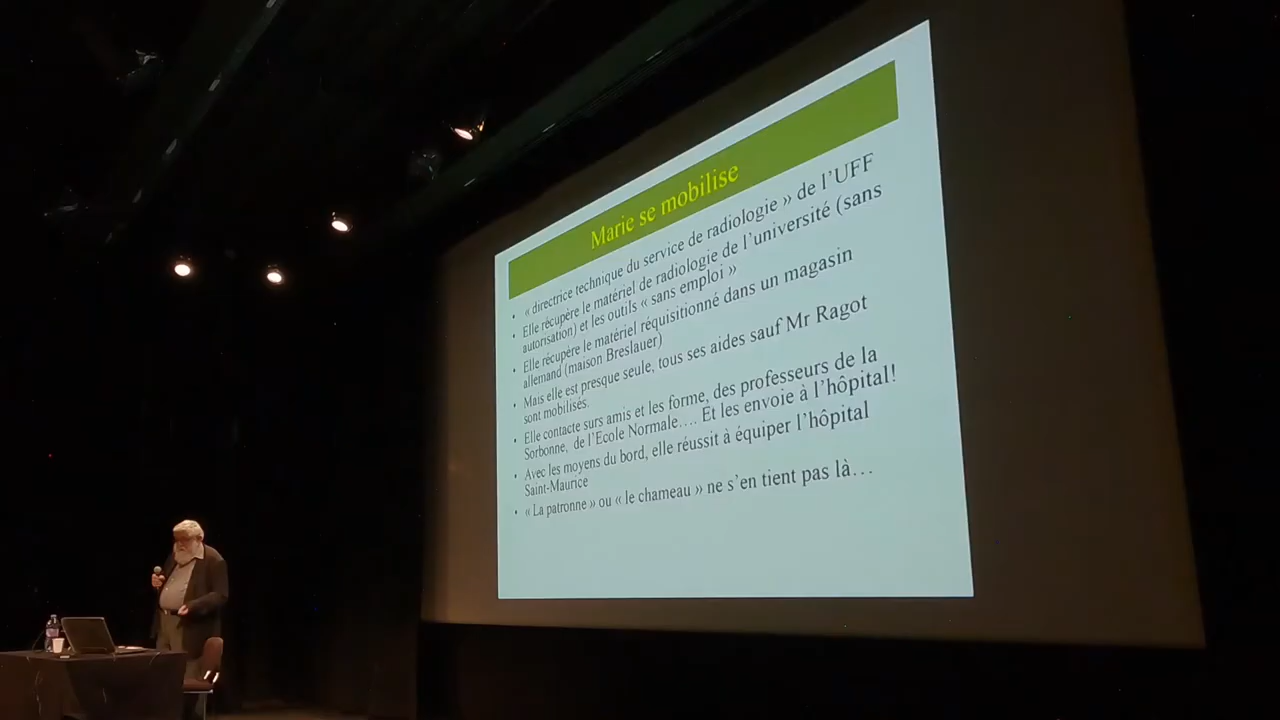 Marie se mobilise
• « directrice technique du service de radiologie » de l'UFF
• Elle récupère le matériel de radiologie de l'université (sans
autorisation) et les outils « sans emploi »
• Elle récupère le matériel réquisitionné dans un magasin
allemand (maison Breslauer)
• Mais elle est presque seule, tous ses aides sauf Mr Ragot
sont mobilisés.
• Elle contacte surs amis et les forme, des professeurs de la
Sorbonne, de l'Ecole Normale…. Et les envoie à l'hôpital!
• Avec les moyens du bord, elle réussit à équiper l'hôpital
Saint-Maurice
• « La patronne » ou « le chameau » ne s'en tient pas là…